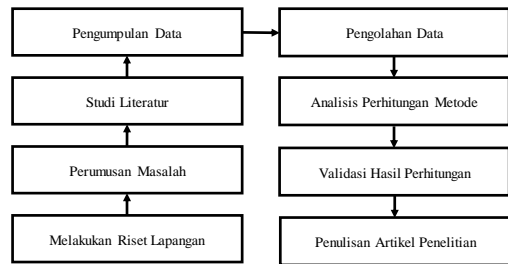 Pengumpulan Data
Pengolahan Data
Studi Literatur
Analisis Perhitungan Metode
Perumusan Masalah
Validasi Hasil Perhitungan
Melakukan Riset Lapangan
Penulisan Artikel Penelitian